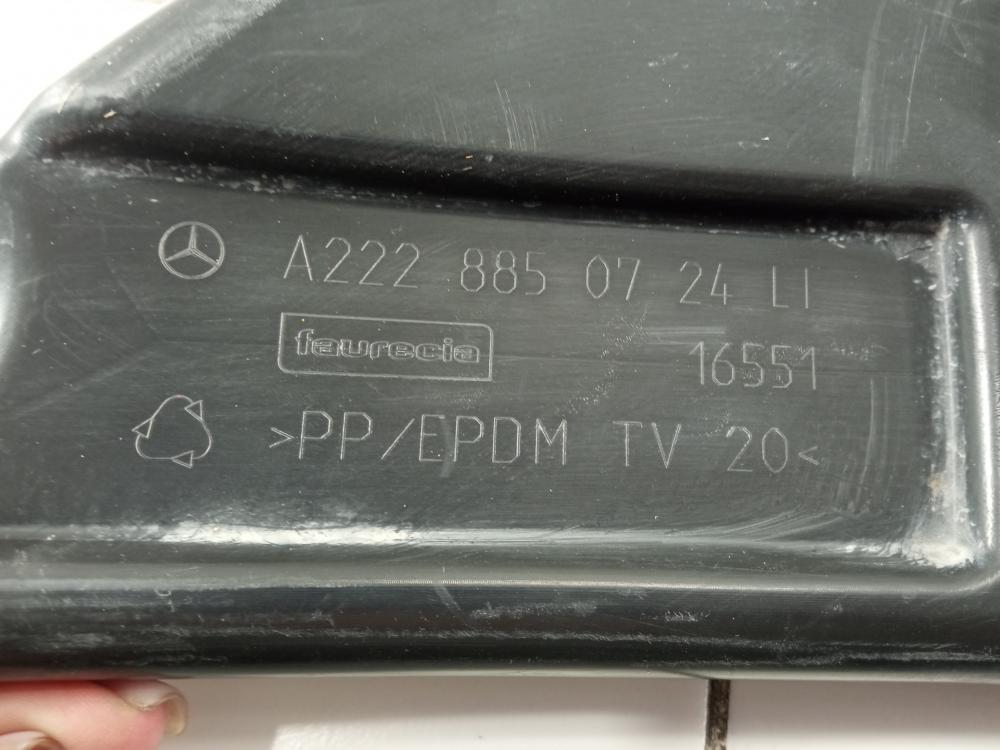 A222 885 07 24 LI
faurecia
16551
>PP/EPDM TV 20<